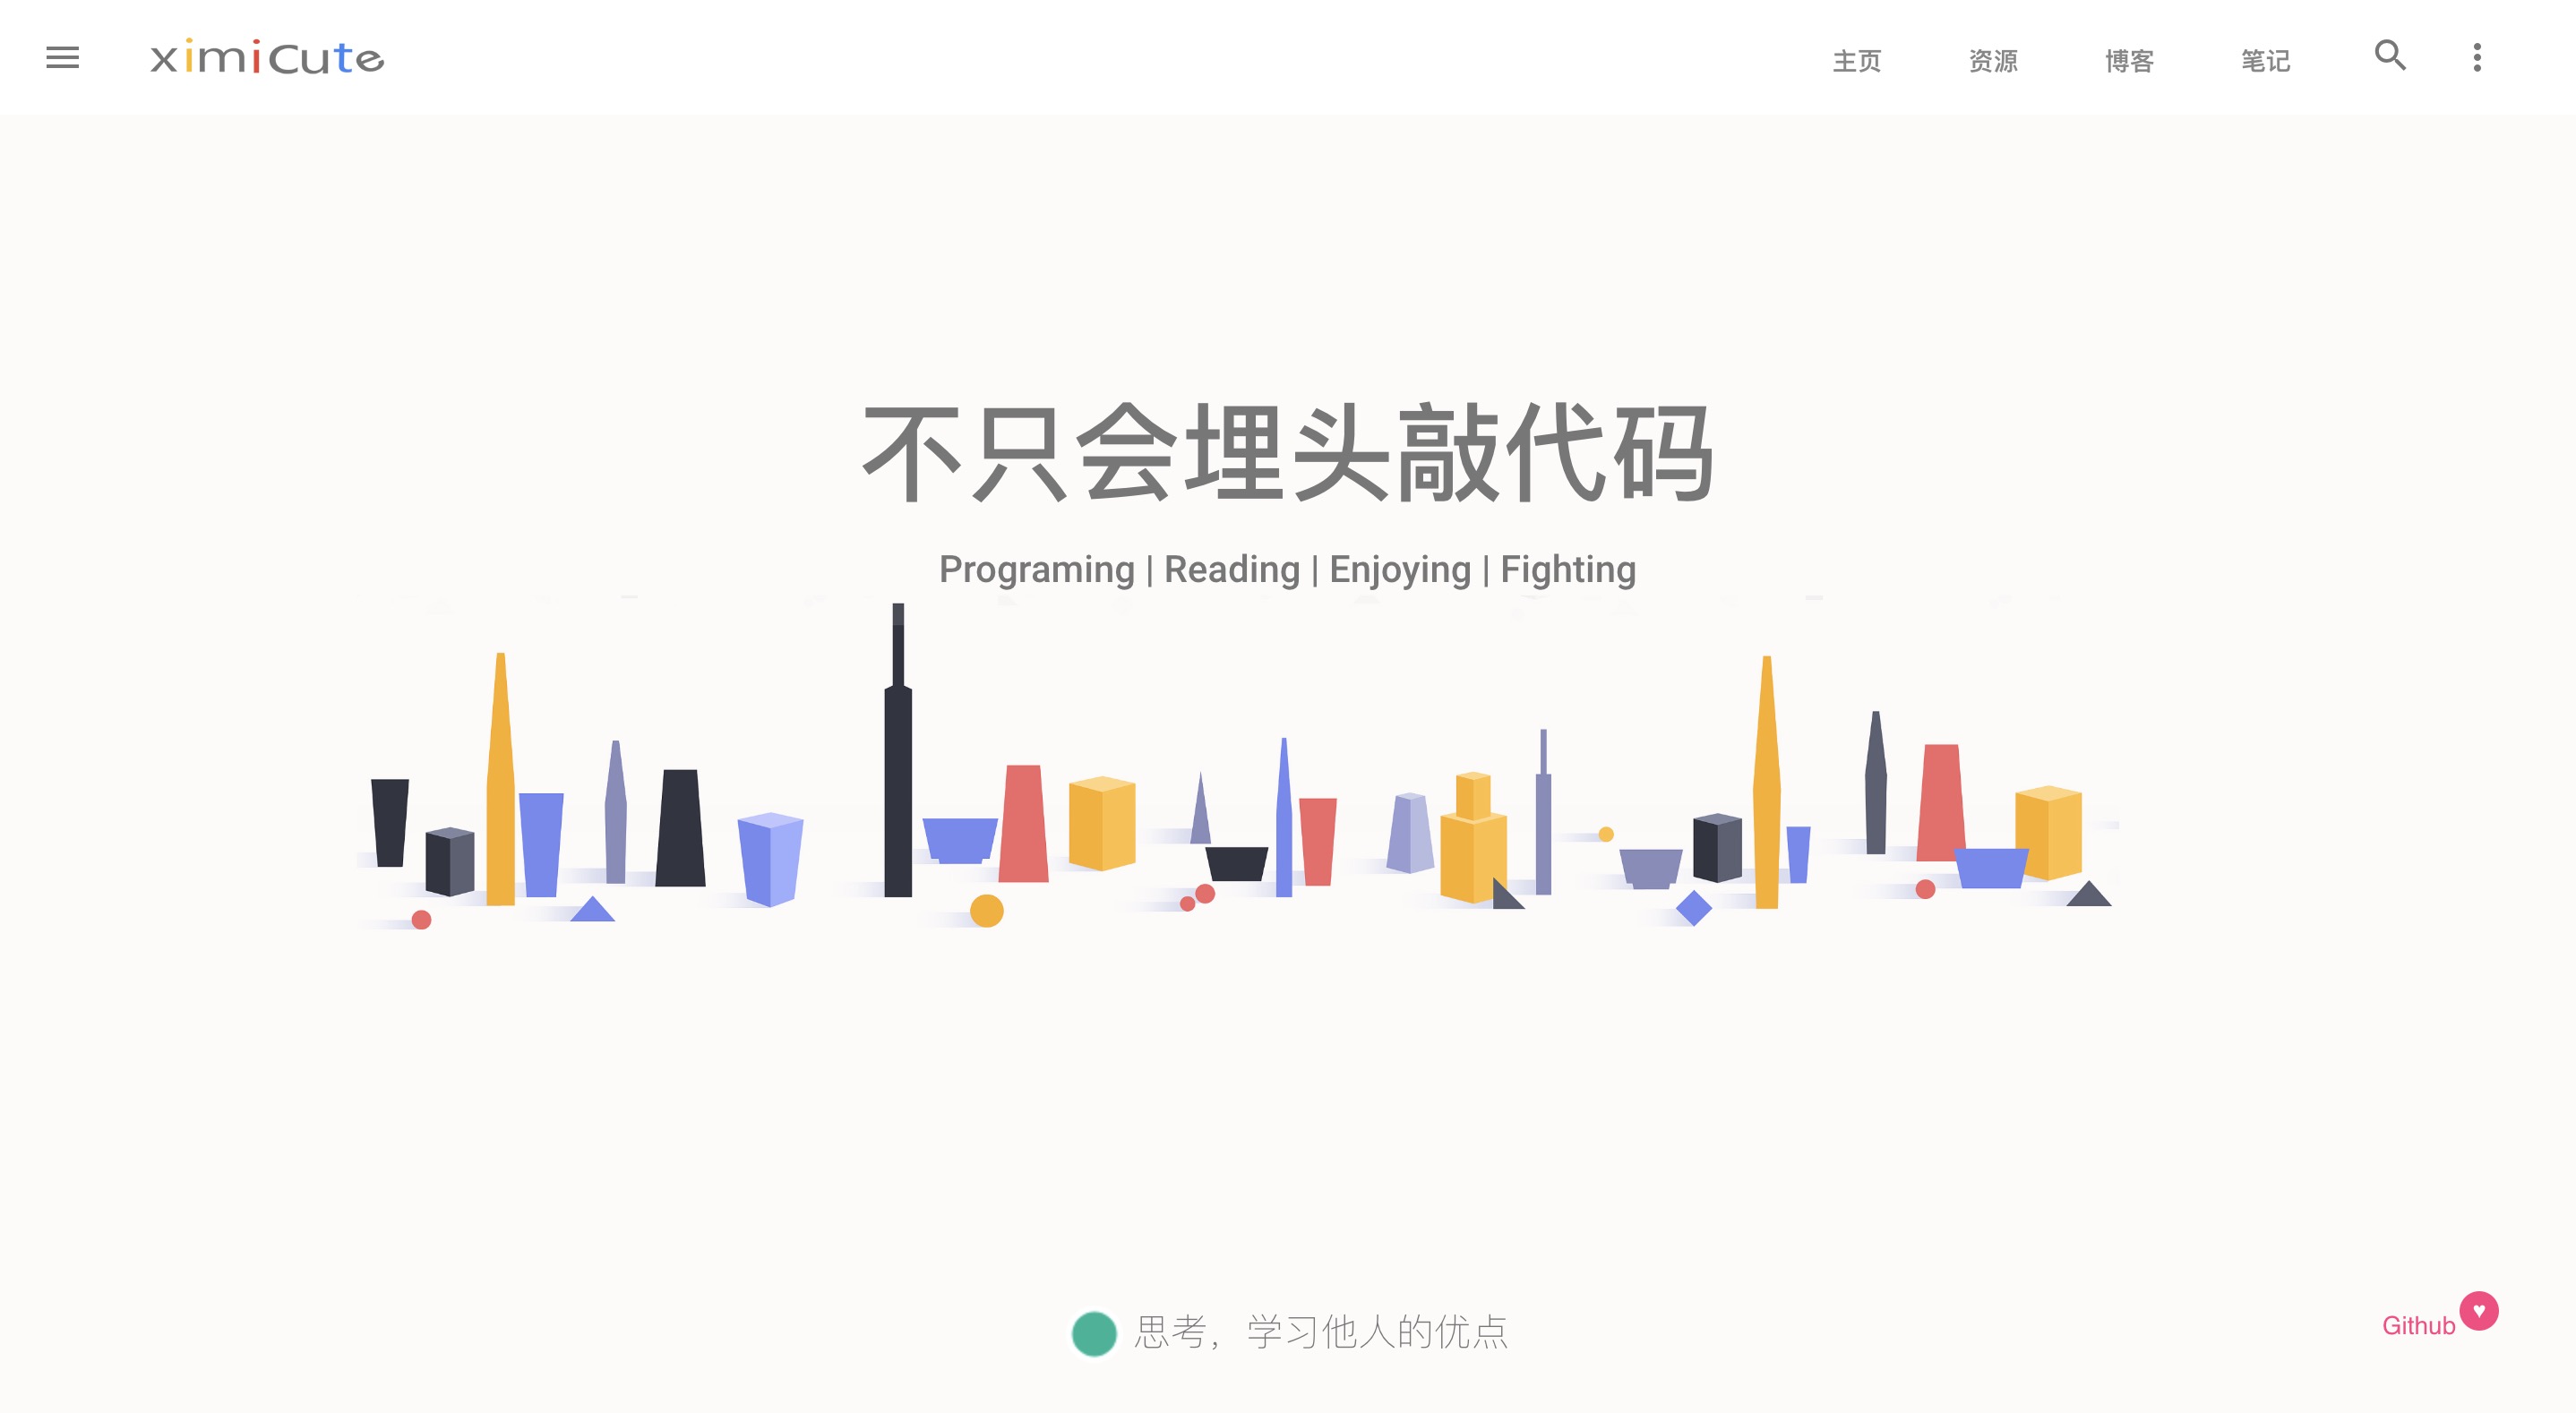 ximiCute
主页 资源 博客 笔记
不只会埋头敲代码
Programing | Reading | Enjoying | Fighting
思考，学习他人的优点
Github